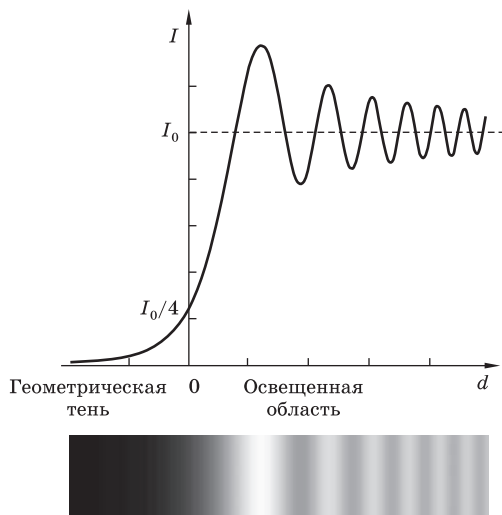 I
I₀
I₀/4
Геометрическая тень
0
Освещенная область
d